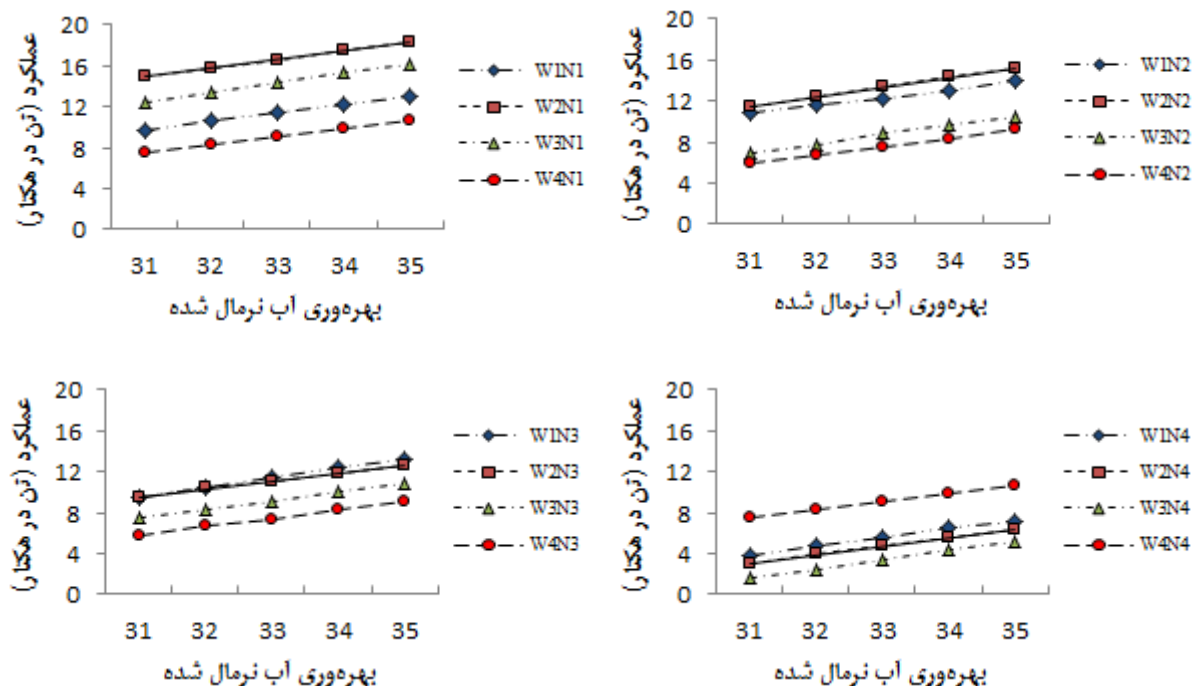 عملکرد (تن در هکتار)
20
16
12
8
4
0
31 32 33 34 35
بهره‌وری آب نرمال شده
W1N1
W2N1
W3N1
W4N1
عملکرد (تن در هکتار)
20
16
12
8
4
0
31 32 33 34 35
بهره‌وری آب نرمال شده
W1N2
W2N2
W3N2
W4N2
عملکرد (تن در هکتار)
20
16
12
8
4
0
31 32 33 34 35
بهره‌وری آب نرمال شده
W1N3
W2N3
W3N3
W4N3
عملکرد (تن در هکتار)
20
16
12
8
4
0
31 32 33 34 35
بهره‌وری آب نرمال شده
W1N4
W2N4
W3N4
W4N4